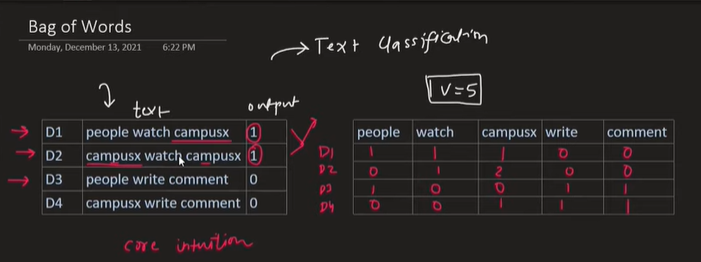 Bag of Words
Monday, December 13, 2021 6:22 PM
Text Classification
V=5
text output
D1 people watch campusx 1
D2 campusx watch campusx 1
D3 people write comment 0
D4 campusx write comment 0
people watch campusx write comment
D1 1 1 1 0 0
D2 0 1 2 0 0
D3 1 0 0 1 1
D4 0 0 1 1 1
core intuition